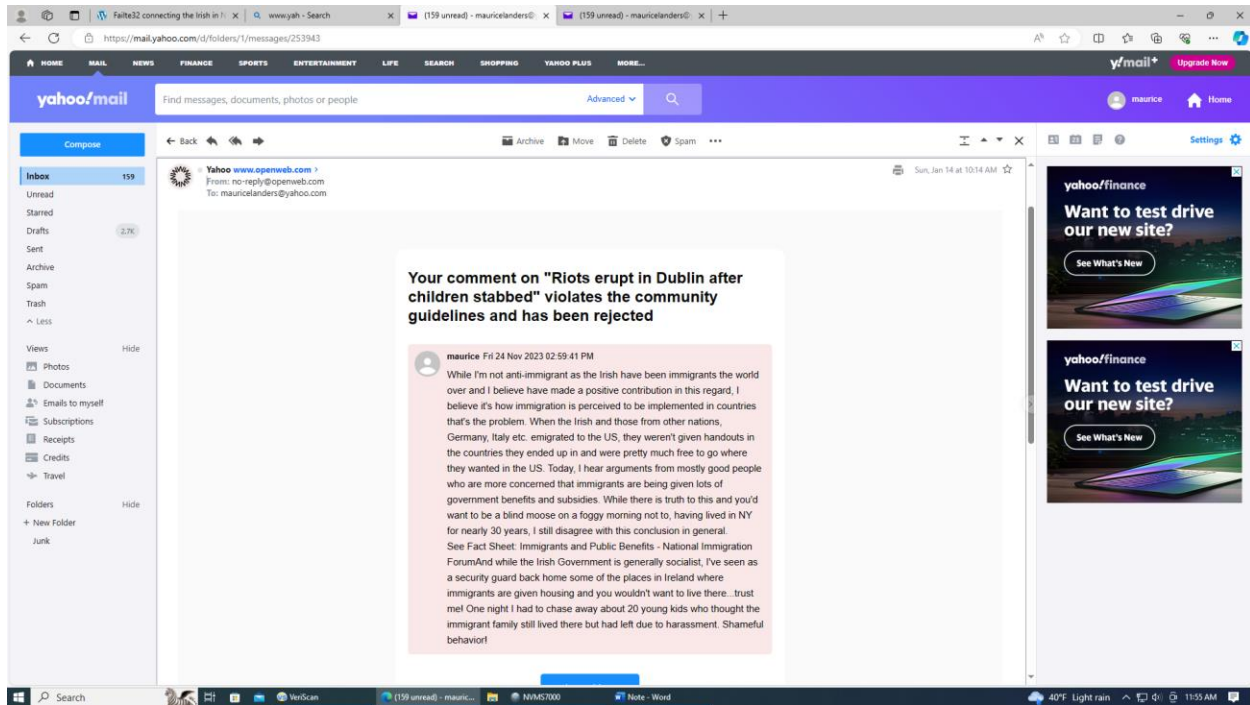 Failte32 connecting the Irish in
www.yah - Search
(159 unread) - mauricelanders@
(159 unread) - mauricelanders@
https://mail.yahoo.com/d/folders/1/messages/253943
HOME MAIL NEWS FINANCE SPORTS ENTERTAINMENT LIFE SEARCH SHOPPING YAHOO PLUS MORE...
y!mail+ Upgrade Now
yahoo!mail
Find messages, documents, photos or people
Advanced
maurice
Home
Compose
Back
Archive Move Delete Spam
Settings
Inbox 159
Unread
Starred
Drafts 2.7K
Sent
Archive
Spam
Trash
Less
Views Hide
Photos
Documents
Emails to myself
Subscriptions
Receipts
Credits
Travel
Folders Hide
+ New Folder
Junk
Yahoo www.openweb.com >
From: no-reply@openweb.com
To: mauricelanders@yahoo.com
Sun, Jan 14 at 10:14 AM
Your comment on "Riots erupt in Dublin after
children stabbed" violates the community
guidelines and has been rejected
maurice Fri 24 Nov 2023 02:59:41 PM
While I'm not anti-immigrant as the Irish have been immigrants the world
over and I believe have made a positive contribution in this regard, I
believe it's how immigration is perceived to be implemented in countries
that's the problem. When the Irish and those from other nations,
Germany, Italy etc. emigrated to the US, they weren't given handouts in
the countries they ended up in and were pretty much free to go where
they wanted in the US. Today, I hear arguments from mostly good people
who are more concerned that immigrants are being given lots of
government benefits and subsidies. While there is truth to this and you'd
want to be a blind moose on a foggy morning not to, having lived in NY
for nearly 30 years, I still disagree with this conclusion in general.
See Fact Sheet: Immigrants and Public Benefits - National Immigration
ForumAnd while the Irish Government is generally socialist, I've seen as
a security guard back home some of the places in Ireland where
immigrants are given housing and you wouldn't want to live there...trust
me! One night I had to chase away about 20 young kids who thought the
immigrant family still lived there but had left due to harassment. Shameful
behavior!
yahoo!finance
Want to test drive
our new site?
See What's New
yahoo!finance
Want to test drive
our new site?
See What's New
Search
VeriScan
(159 unread) - mauric...
NVMS7000
Note - Word
40°F Light rain
11:55 AM